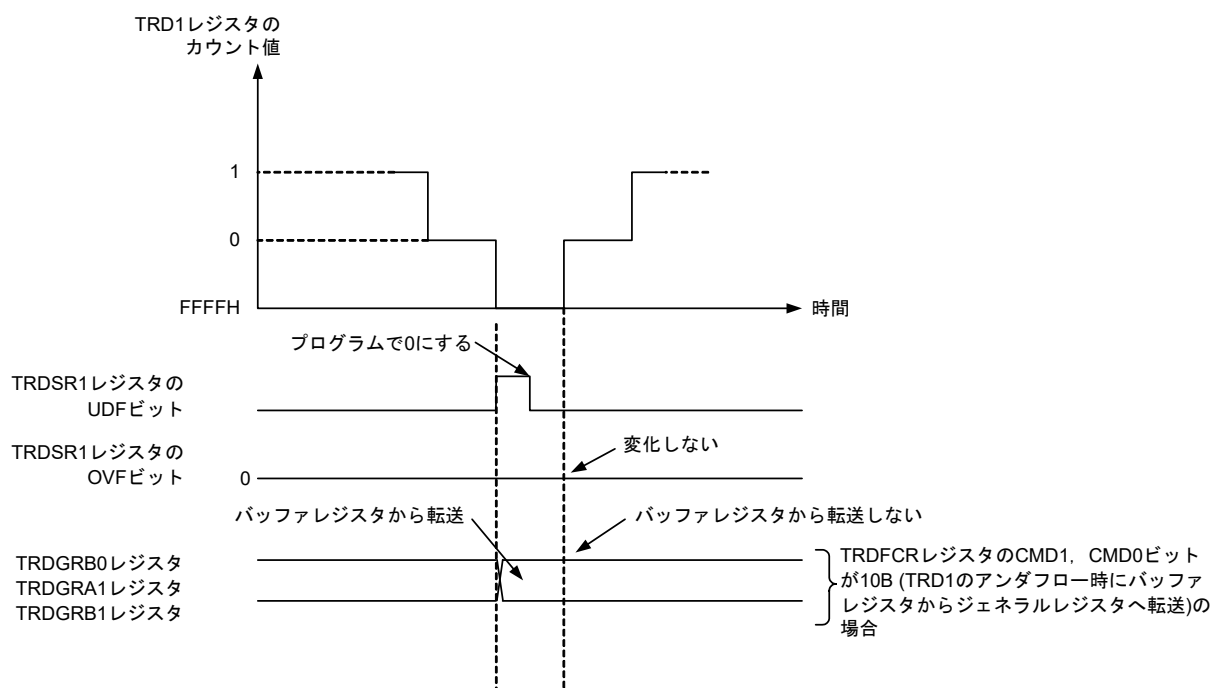 TRD1レジスタの
カウント値
1
0
FFFFH
時間
プログラムで0にする
TRDSR1レジスタの
UDFビット
変化しない
TRDSR1レジスタの
OVFビット
0
バッファレジスタから転送
バッファレジスタから転送しない
TRDGRB0レジスタ
TRDGRA1レジスタ
TRDGRB1レジスタ
TRDFCRレジスタのCMD1，CMD0ビット
が10B (TRD1のアンダフロー時にバッファ
レジスタからジェネラルレジスタへ転送)の
場合